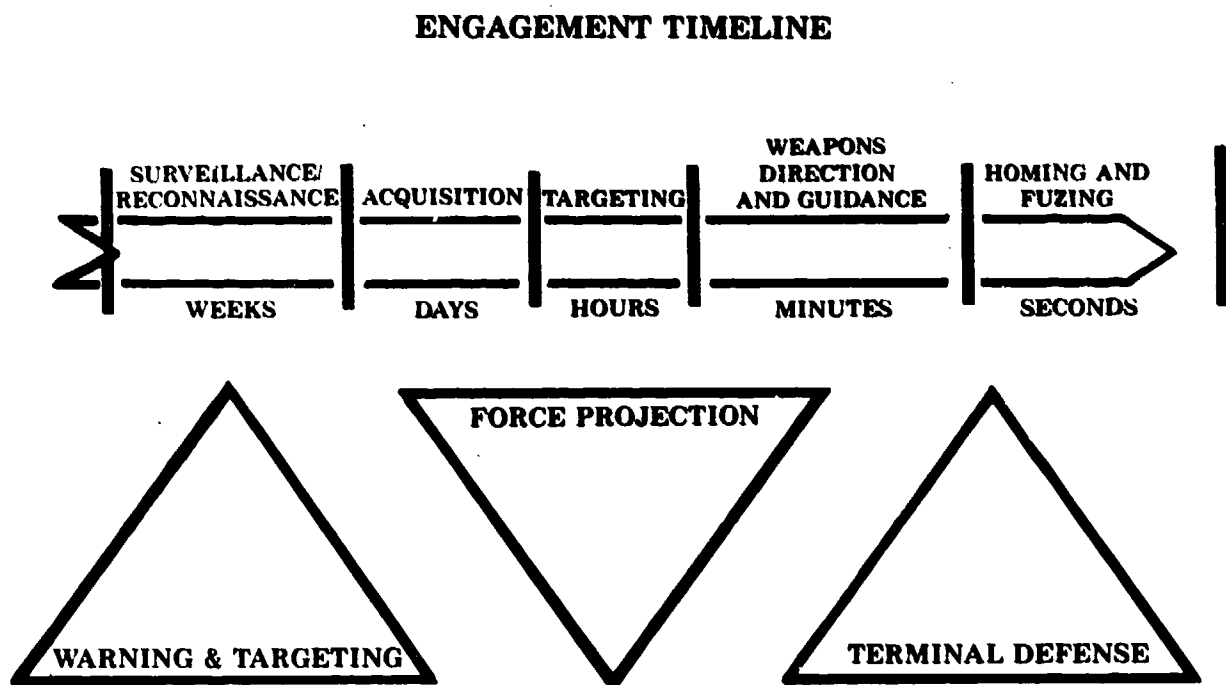 ENGAGEMENT TIMELINE
SURVEILLANCE/
RECONNAISSANCE
ACQUISITION
TARGETING
WEAPONS
DIRECTION
AND GUIDANCE
HOMING AND
FUZING
WEEKS
DAYS
HOURS
MINUTES
SECONDS
FORCE PROJECTION
WARNING & TARGETING
TERMINAL DEFENSE